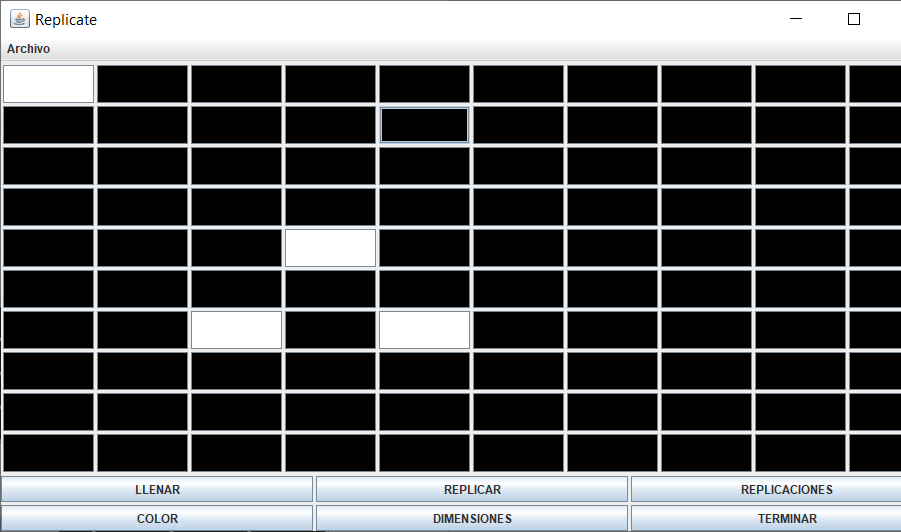 Replicate
Archivo
LLENAR REPLICAR REPLICACIONES
COLOR DIMENSIONES TERMINAR